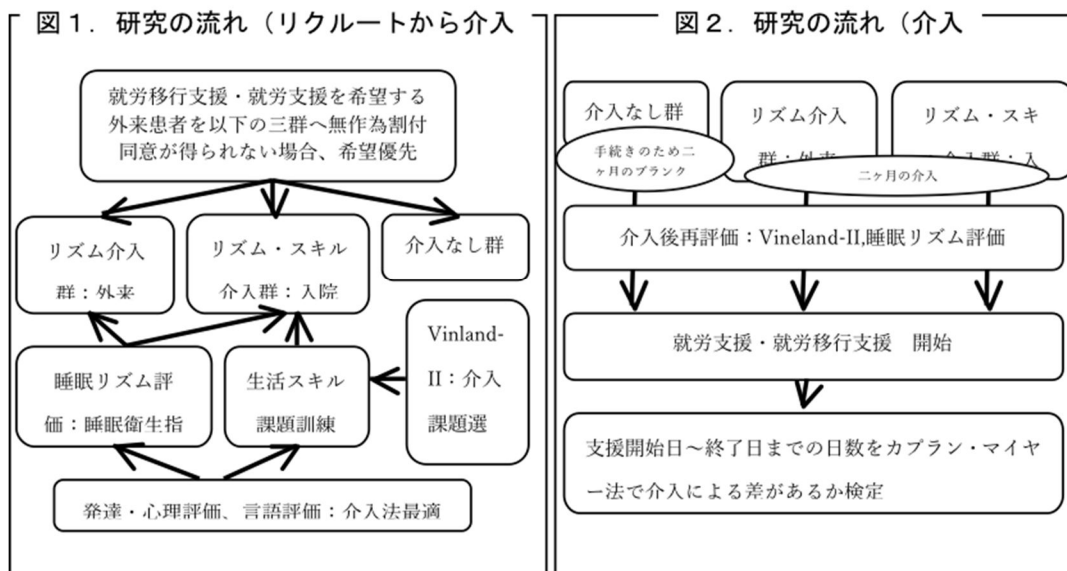 図1. 研究の流れ（リクルートから介入
就労移行支援・就労支援を希望する
外来患者を以下の三群へ無作為割付
同意が得られない場合、希望優先
リズム介入
群：外来
リズム・スキル
介入群：入院
介入なし群
睡眠リズム評
価：睡眠衛生指
生活スキル
課題訓練
Vinland-
II：介入
課題選
発達・心理評価、言語評価：介入法最適
図2. 研究の流れ（介入
介入なし群
手続きのため二
ヶ月のブランク
リズム介入
群：外来
リズム・スキ
介入群：入
二ヶ月の介入
介入後再評価：Vineland-II,睡眠リズム評価
就労支援・就労移行支援　開始
支援開始日～終了日までの日数をカプラン・マイヤ
ー法で介入による差があるか検定